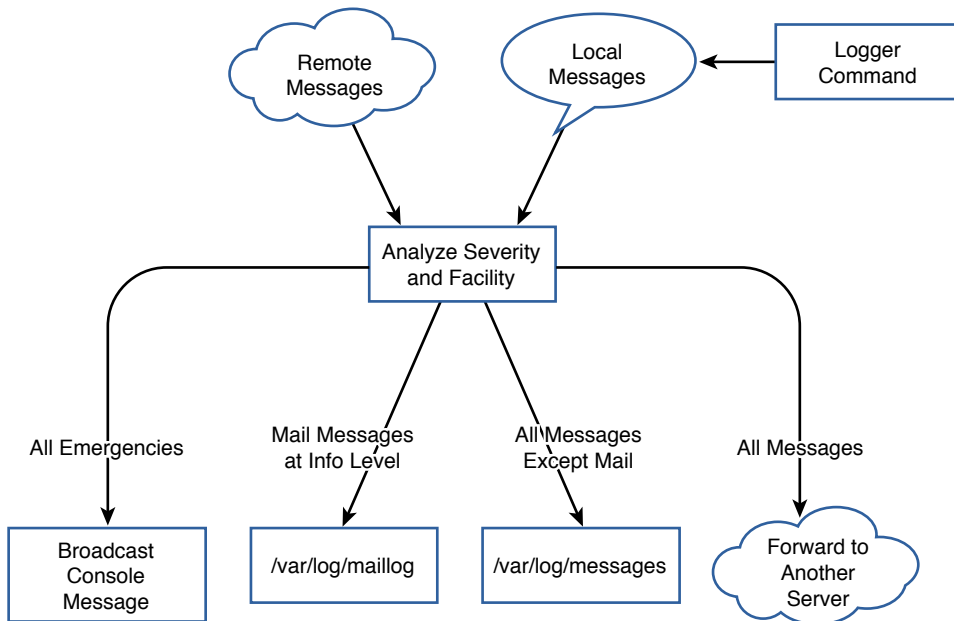 Remote
Messages
Local
Messages
Logger
Command
Analyze Severity
and Facility
All Emergencies
Mail Messages
at Info Level
All Messages
Except Mail
All Messages
Broadcast
Console
Message
/var/log/maillog
/var/log/messages
Forward to
Another
Server